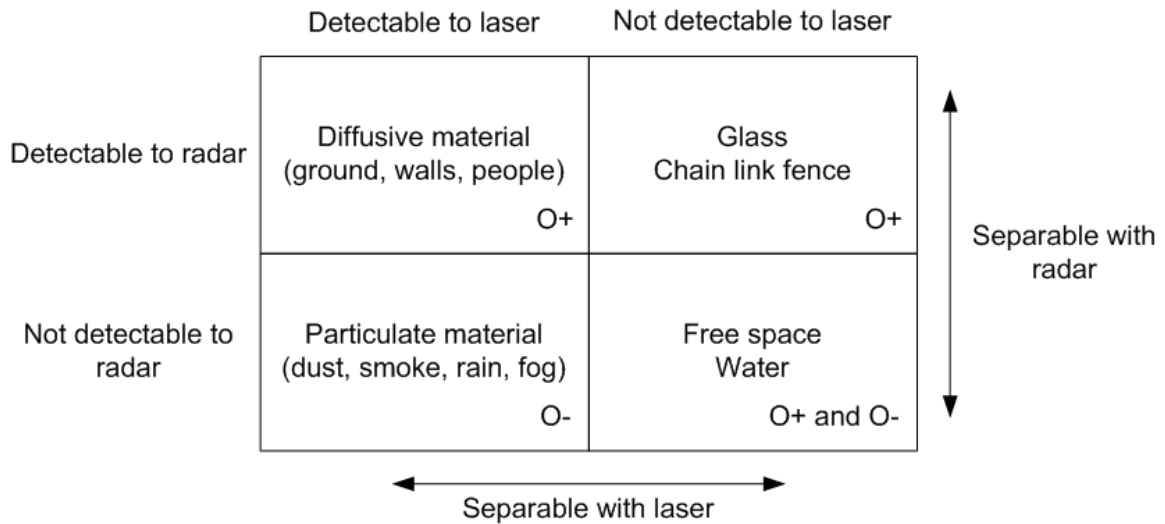 Detectable to laser
Not detectable to laser
Detectable to radar
Diffusive material
(ground, walls, people)
O+
Glass
Chain link fence
O+
Separable with
radar
Not detectable to
radar
Particulate material
(dust, smoke, rain, fog)
O-
Free space
Water
O+ and O-
Separable with laser